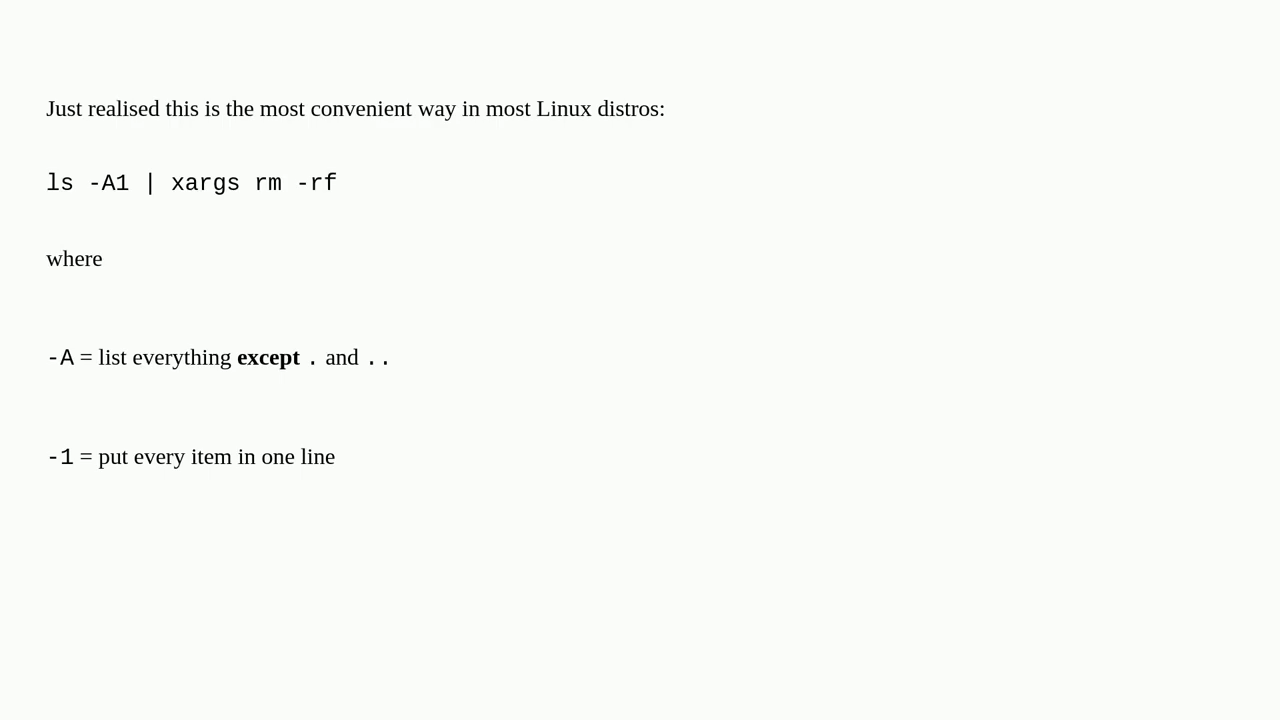 Just realised this is the most convenient way in most Linux distros:
ls -A1 | xargs rm -rf
where
-A = list everything except . and ..
-1 = put every item in one line